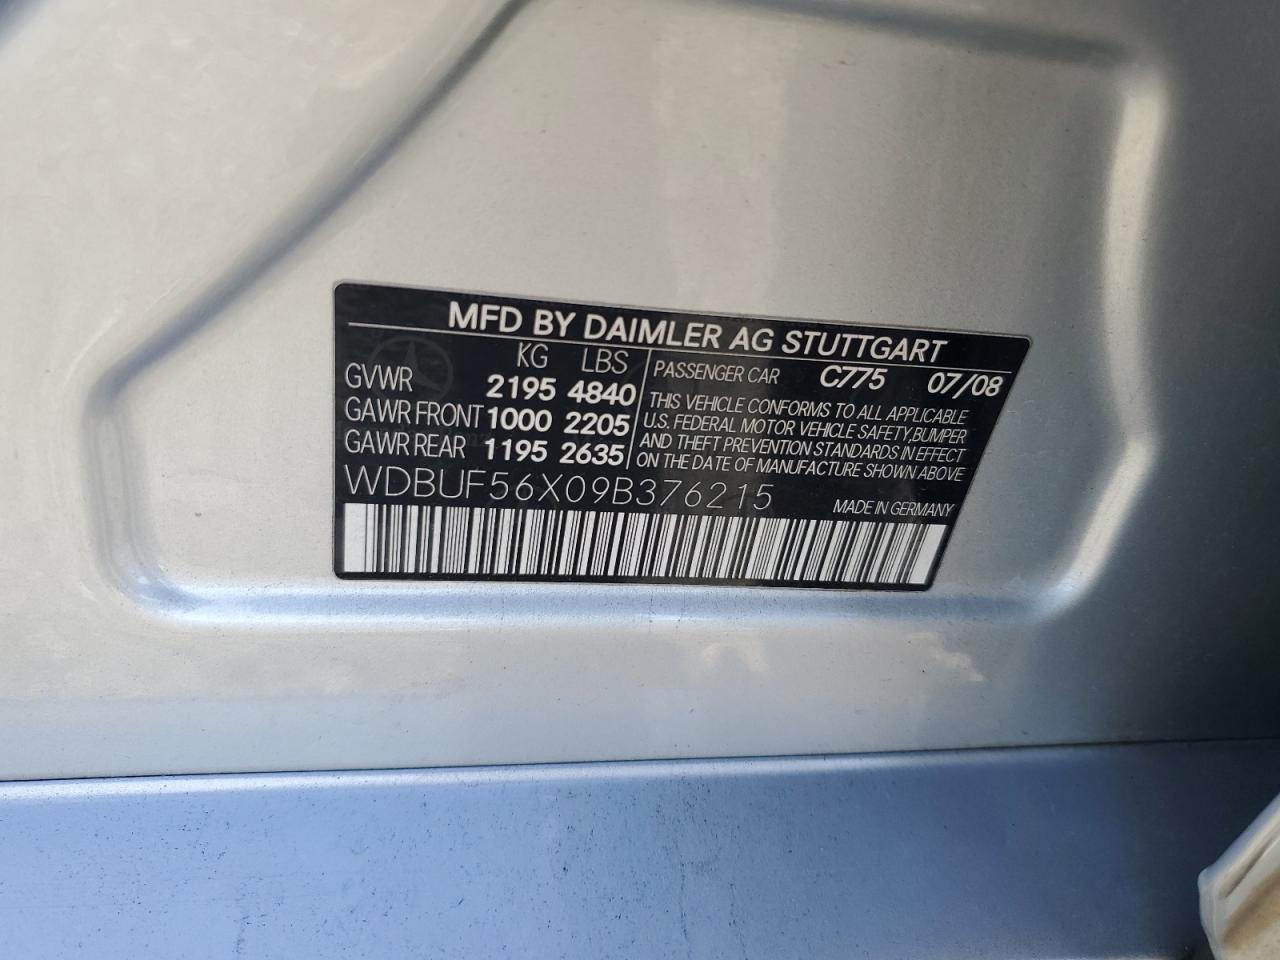 MFD BY DAIMLER AG STUTTGART
KG LBS
GVWR 2195 4840
GAWR FRONT 1000 2205
GAWR REAR 1195 2635
PASSENGER CAR C775 07/08
THIS VEHICLE CONFORMS TO ALL APPLICABLE
U.S. FEDERAL MOTOR VEHICLE SAFETY,BUMPER
AND THEFT PREVENTION STANDARDS IN EFFECT
ON THE DATE OF MANUFACTURE SHOWN ABOVE
WDBUF56X09B376215
MADE IN GERMANY